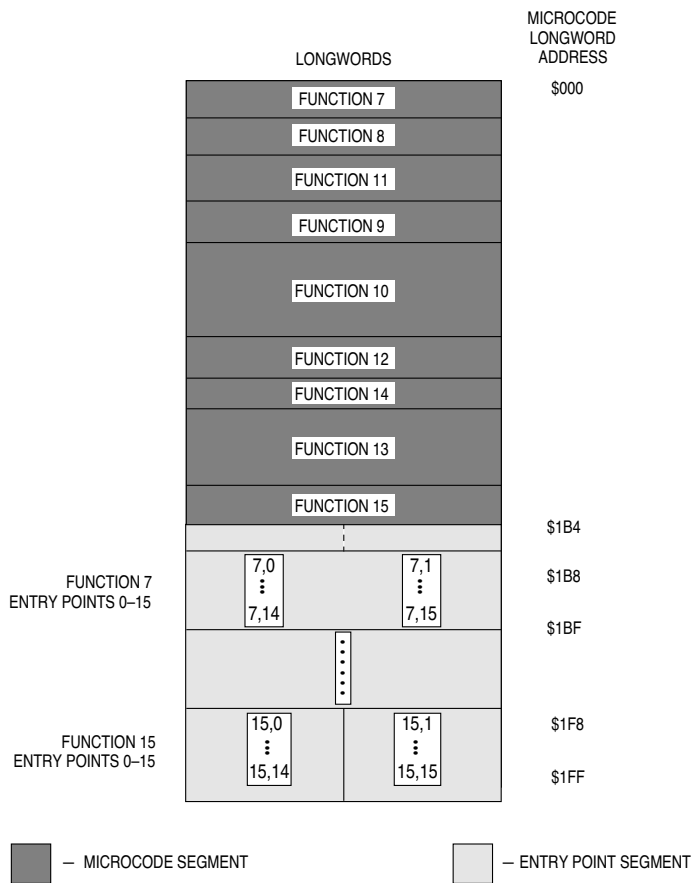 MICROCODE
LONGWORD
ADDRESS
LONGWORDS
$000
FUNCTION 7
FUNCTION 8
FUNCTION 11
FUNCTION 9
FUNCTION 10
FUNCTION 12
FUNCTION 14
FUNCTION 13
FUNCTION 15
$1B4
FUNCTION 7
ENTRY POINTS 0–15
7,0
7,14
7,1
7,15
$1B8
$1BF
FUNCTION 15
ENTRY POINTS 0–15
15,0
15,14
15,1
15,15
$1F8
$1FF
– MICROCODE SEGMENT
– ENTRY POINT SEGMENT